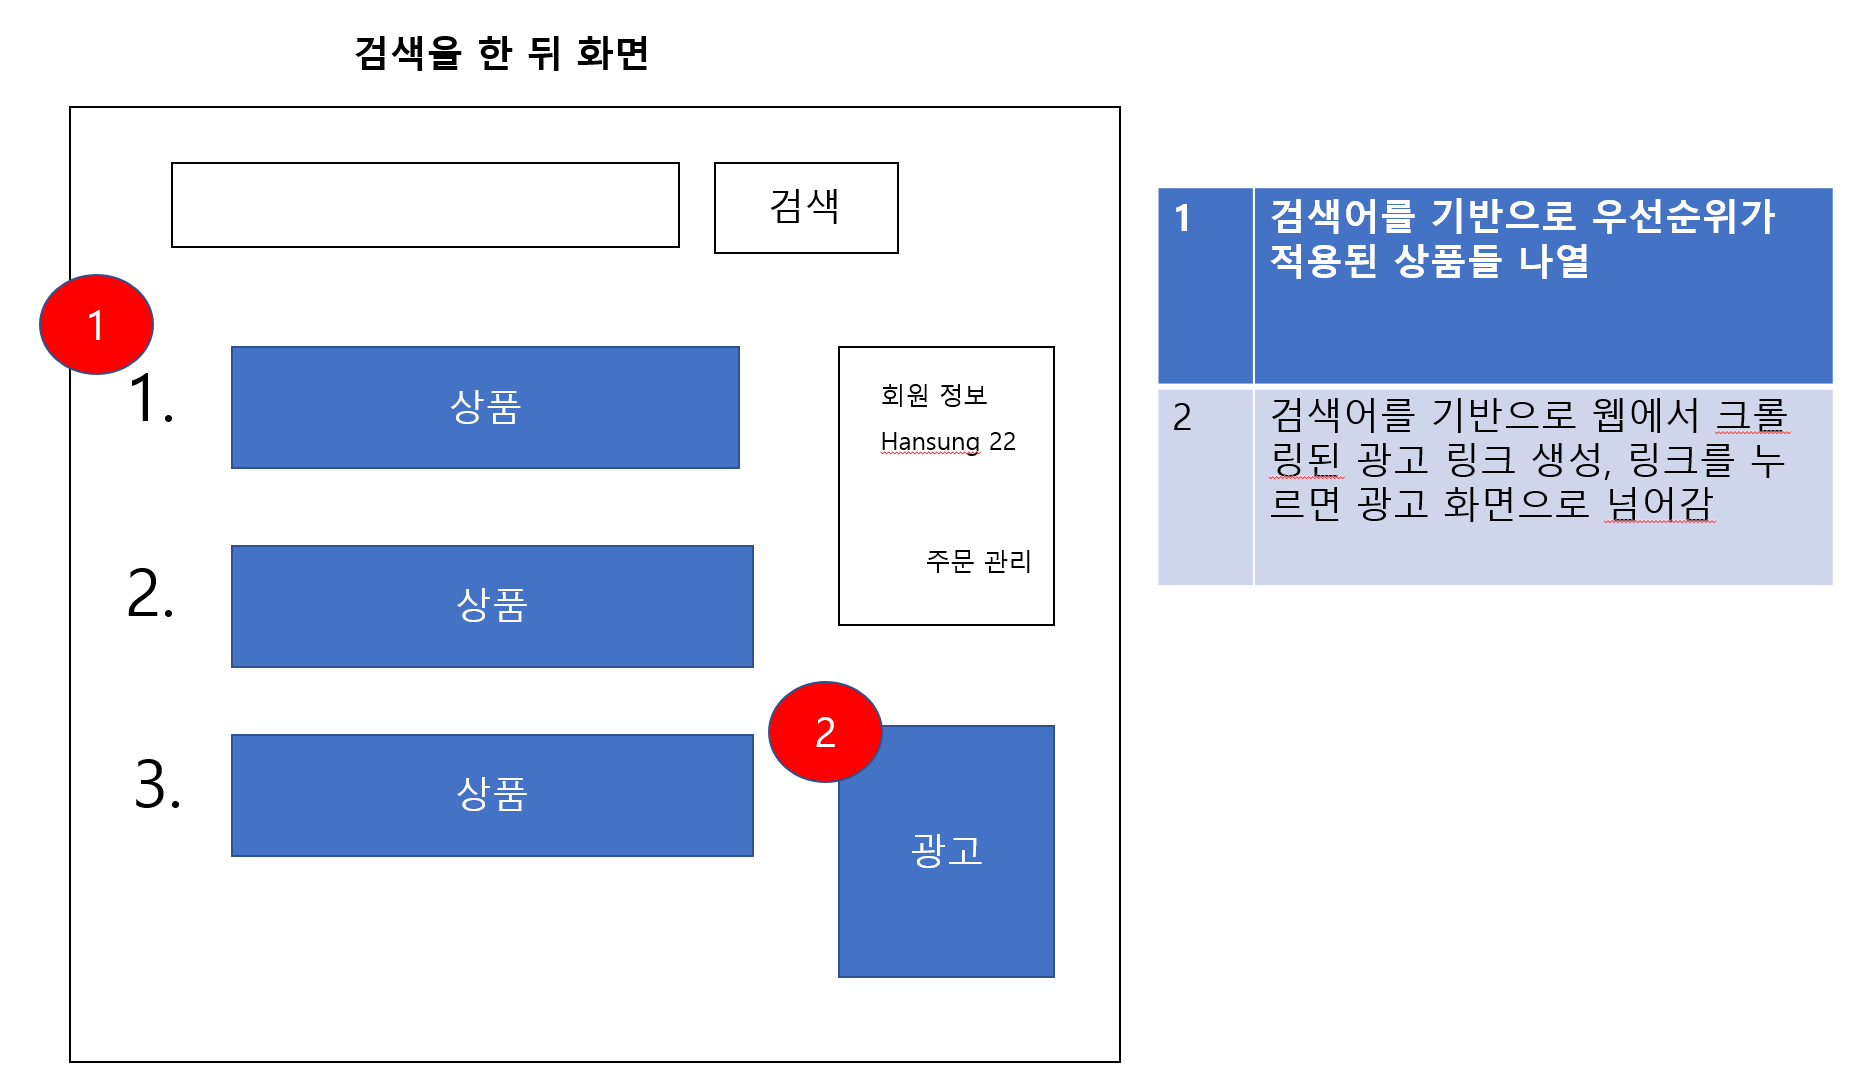 검색을 한 뒤 화면
검색
1
1.
상품
2.
상품
3.
상품
회원 정보
Hansung 22
주문 관리
2
광고
1
검색어를 기반으로 우선순위가
적용된 상품들 나열
2
검색어를 기반으로 웹에서 크롤
링된 광고 링크 생성, 링크를 누
르면 광고 화면으로 넘어감